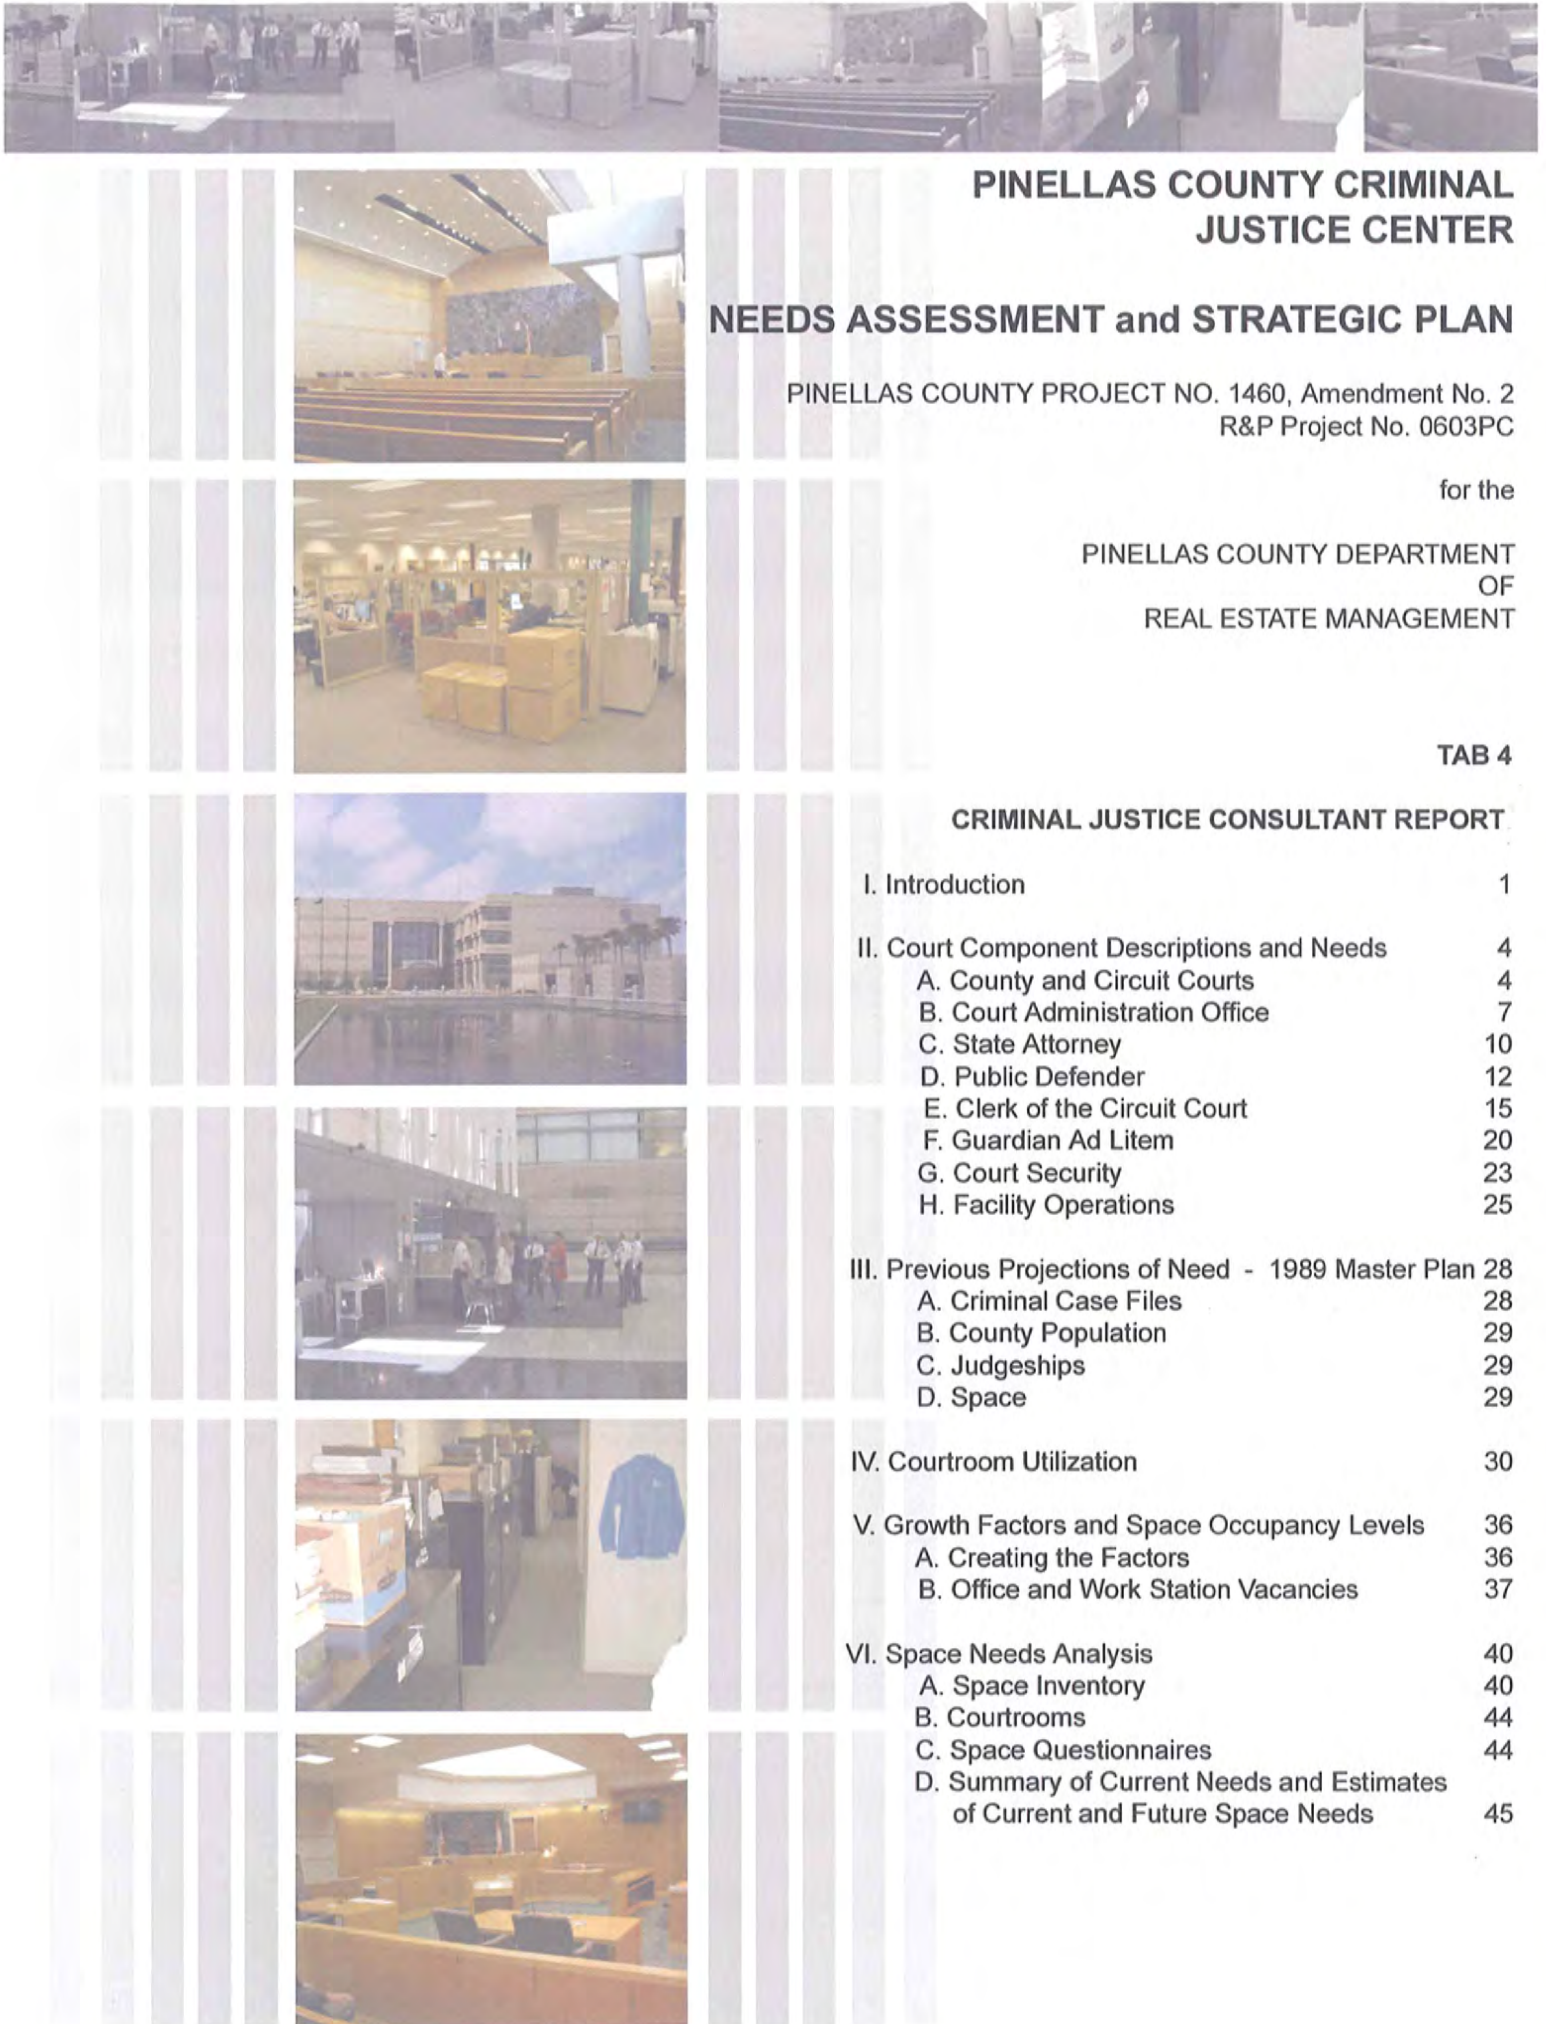 PINELLAS COUNTY CRIMINAL
JUSTICE CENTER
NEEDS ASSESSMENT and STRATEGIC PLAN
PINELLAS COUNTY PROJECT NO. 1460, Amendment No. 2
R&P Project No. 0603PC
for the
PINELLAS COUNTY DEPARTMENT
OF
REAL ESTATE MANAGEMENT
TAB 4
CRIMINAL JUSTICE CONSULTANT REPORT
I. Introduction 1
II. Court Component Descriptions and Needs 4
A. County and Circuit Courts 4
B. Court Administration Office 7
C. State Attorney 10
D. Public Defender 12
E. Clerk of the Circuit Court 15
F. Guardian Ad Litem 20
G. Court Security 23
H. Facility Operations 25
III. Previous Projections of Need - 1989 Master Plan 28
A. Criminal Case Files 28
B. County Population 29
C. Judgeships 29
D. Space 29
IV. Courtroom Utilization 30
V. Growth Factors and Space Occupancy Levels 36
A. Creating the Factors 36
B. Office and Work Station Vacancies 37
VI. Space Needs Analysis 40
A. Space Inventory 40
B. Courtrooms 44
C. Space Questionnaires 44
D. Summary of Current Needs and Estimates
of Current and Future Space Needs 45